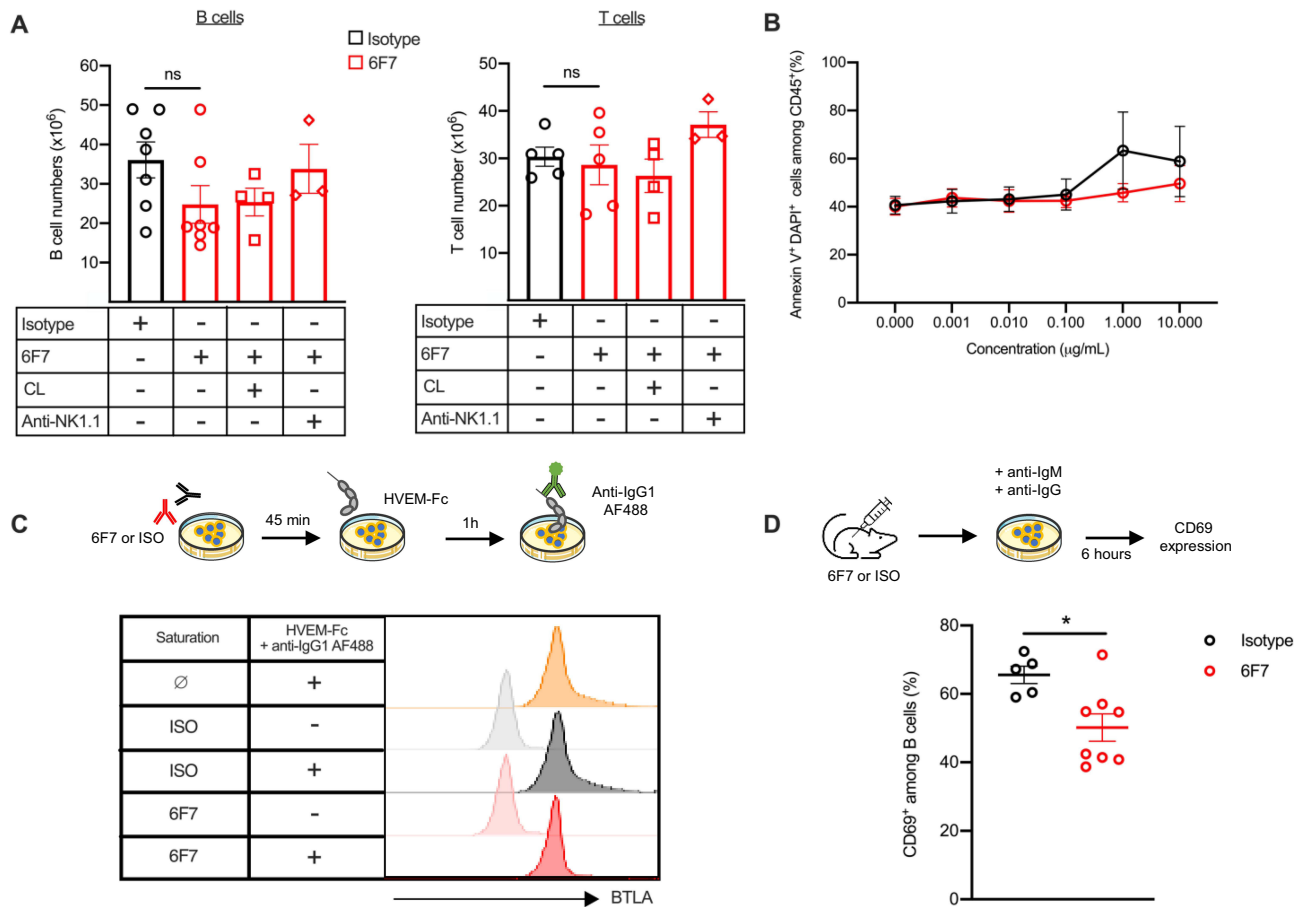 A
B cells
T cells
Isotype
6F7
B
B cell numbers (x10⁶)
60
50
40
30
20
10
ns
T cell number (x10⁶)
50
40
30
20
10
ns
Isotype + - - -
6F7 - + + +
CL - - + -
Anti-NK1.1 - - - +
Isotype + - - -
6F7 - + + +
CL - - + -
Anti-NK1.1 - - - +
Annexin V⁺ DAPI⁺ cells among CD45⁺(%)
100
80
60
40
20
0
0.000 0.001 0.010 0.100 1.000 10.000
Concentration (μg/mL)
C
6F7 or ISO
45 min
HVEM-Fc
1h
Anti-IgG1
AF488
Saturation
HVEM-Fc
+ anti-IgG1 AF488
∅ +
ISO -
ISO +
6F7 -
6F7 +
BTLA
D
6F7 or ISO
+ anti-IgM
+ anti-IgG
6 hours
CD69
expression
CD69⁺ among B cells (%)
80
60
40
20
0
*
Isotype
6F7